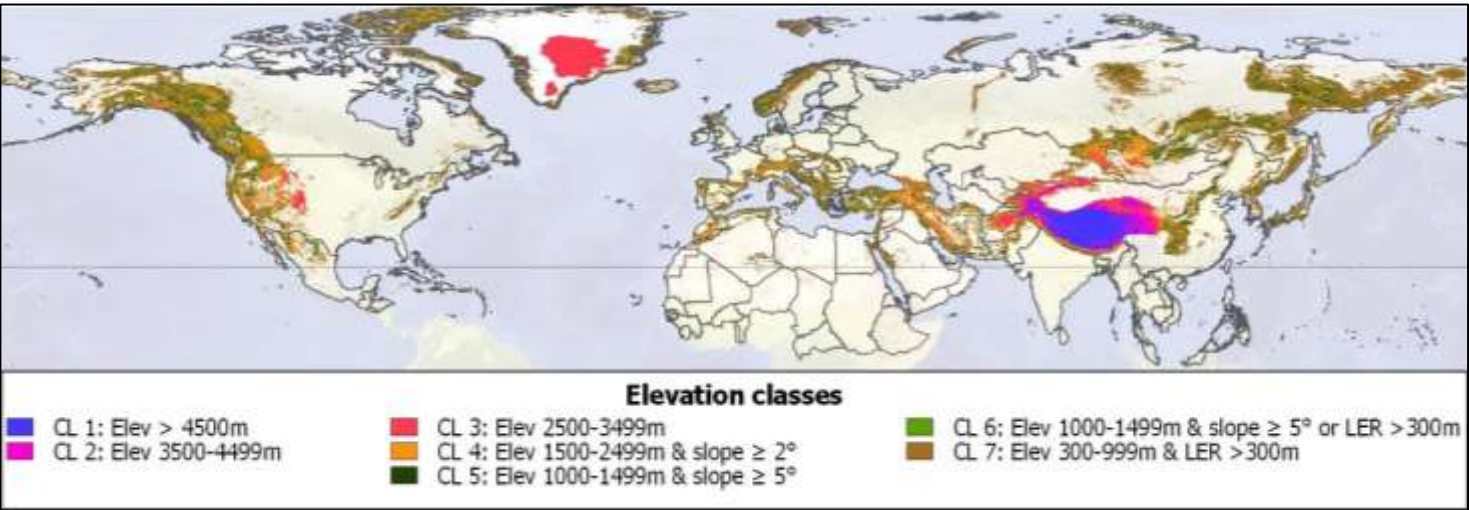 Elevation classes
CL 1: Elev > 4500m
CL 2: Elev 3500-4499m
CL 3: Elev 2500-3499m
CL 4: Elev 1500-2499m & slope ≥ 2°
CL 5: Elev 1000-1499m & slope ≥ 5°
CL 6: Elev 1000-1499m & slope ≥ 5° or LER >300m
CL 7: Elev 300-999m & LER >300m